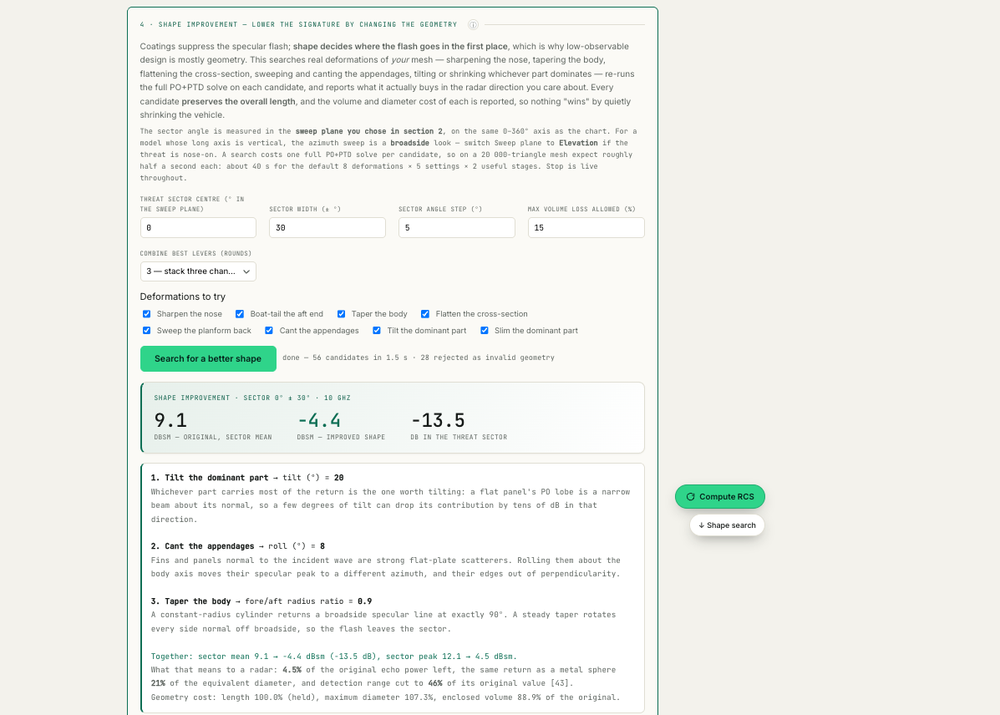 4 · SHAPE IMPROVEMENT — LOWER THE SIGNATURE BY CHANGING THE GEOMETRY ⓘ
Coatings suppress the specular flash; shape decides where the flash goes in the first place, which is why low-observable
design is mostly geometry. This searches real deformations of your mesh — sharpening the nose, tapering the body,
flattening the cross-section, sweeping and canting the appendages, tilting or shrinking whichever part dominates — re-runs
the full PO+PTD solve on each candidate, and reports what it actually buys in the radar direction you care about. Every
candidate preserves the overall length, and the volume and diameter cost of each is reported, so nothing "wins" by quietly
shrinking the vehicle.
The sector angle is measured in the sweep plane you chose in section 2, on the same 0–360° axis as the chart. For a
model whose long axis is vertical, the azimuth sweep is a broadside look — switch Sweep plane to Elevation if the
threat is nose-on. A search costs one full PO+PTD solve per candidate, so on a 20 000-triangle mesh expect roughly
half a second each: about 40 s for the default 8 deformations × 5 settings × 2 useful stages. Stop is live
throughout.
THREAT SECTOR CENTRE (° IN
THE SWEEP PLANE) SECTOR WIDTH (± °) SECTOR ANGLE STEP (°) MAX VOLUME LOSS ALLOWED (%)
0 30 5 15
COMBINE BEST LEVERS (ROUNDS)
3 — stack three chan...
Deformations to try
Sharpen the nose Boat-tail the aft end Taper the body Flatten the cross-section
Sweep the planform back Cant the appendages Tilt the dominant part Slim the dominant part
Search for a better shape done — 56 candidates in 1.5 s · 28 rejected as invalid geometry
SHAPE IMPROVEMENT · SECTOR 0° ± 30° · 10 GHZ
9.1 -4.4 -13.5
DBSM — ORIGINAL, SECTOR MEAN DBSM — IMPROVED SHAPE DB IN THE THREAT SECTOR
1. Tilt the dominant part → tilt (°) = 20
Whichever part carries most of the return is the one worth tilting: a flat panel's PO lobe is a narrow
beam about its normal, so a few degrees of tilt can drop its contribution by tens of dB in that
direction.
2. Cant the appendages → roll (°) = 8
Fins and panels normal to the incident wave are strong flat-plate scatterers. Rolling them about the
body axis moves their specular peak to a different azimuth, and their edges out of perpendicularity.
3. Taper the body → fore/aft radius ratio = 0.9
A constant-radius cylinder returns a broadside specular line at exactly 90°. A steady taper rotates
every side normal off broadside, so the flash leaves the sector.
Together: sector mean 9.1 → -4.4 dBsm (-13.5 dB), sector peak 12.1 → 4.5 dBsm.
What that means to a radar: 4.5% of the original echo power left, the same return as a metal sphere
21% of the equivalent diameter, and detection range cut to 46% of its original value [43].
Geometry cost: length 100.0% (held), maximum diameter 107.3%, enclosed volume 88.9% of the original.
Compute RCS
↓ Shape search